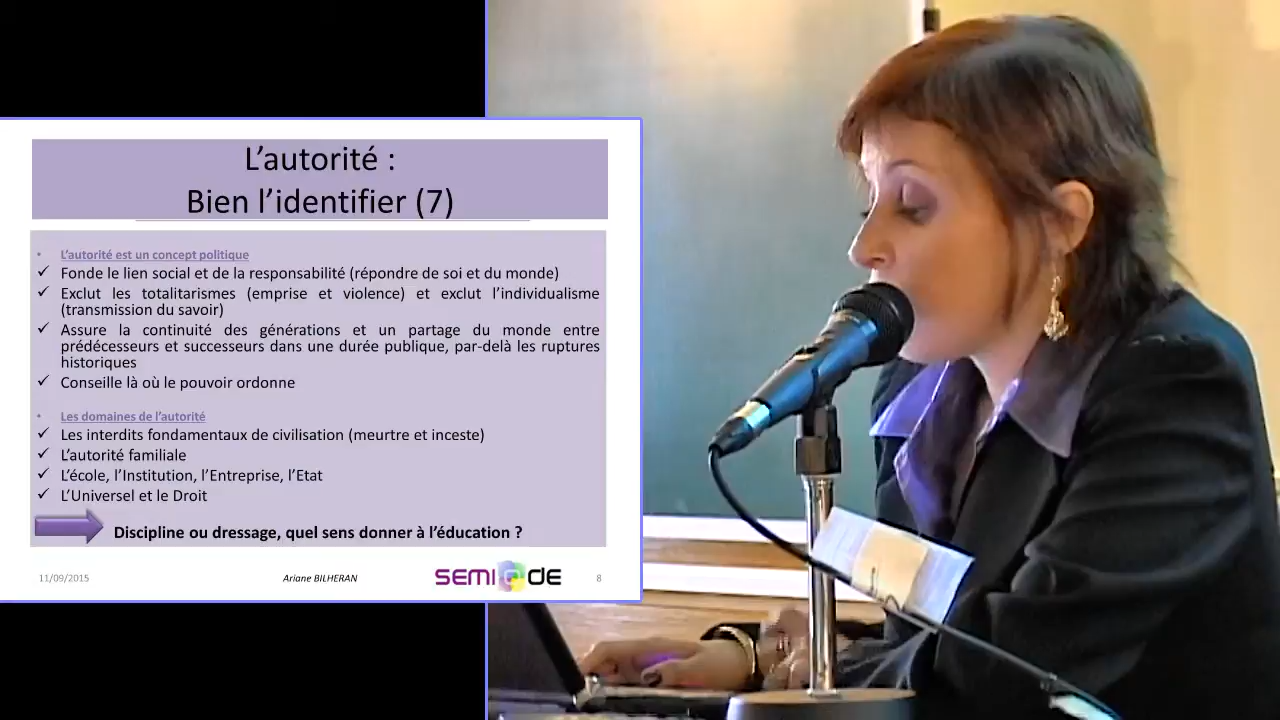 L'autorité :
Bien l'identifier (7)
• L'autorité est un concept politique
✓ Fonde le lien social et de la responsabilité (répondre de soi et du monde)
✓ Exclut les totalitarismes (emprise et violence) et exclut l'individualisme
(transmission du savoir)
✓ Assure la continuité des générations et un partage du monde entre
prédécesseurs et successeurs dans une durée publique, par-delà les ruptures
historiques
✓ Conseille là où le pouvoir ordonne
• Les domaines de l'autorité
✓ Les interdits fondamentaux de civilisation (meurtre et inceste)
✓ L'autorité familiale
✓ L'école, l'Institution, l'Entreprise, l'Etat
✓ L'Universel et le Droit
Discipline ou dressage, quel sens donner à l'éducation ?
11/09/2015 Ariane BILHERAN SEMI DE 8